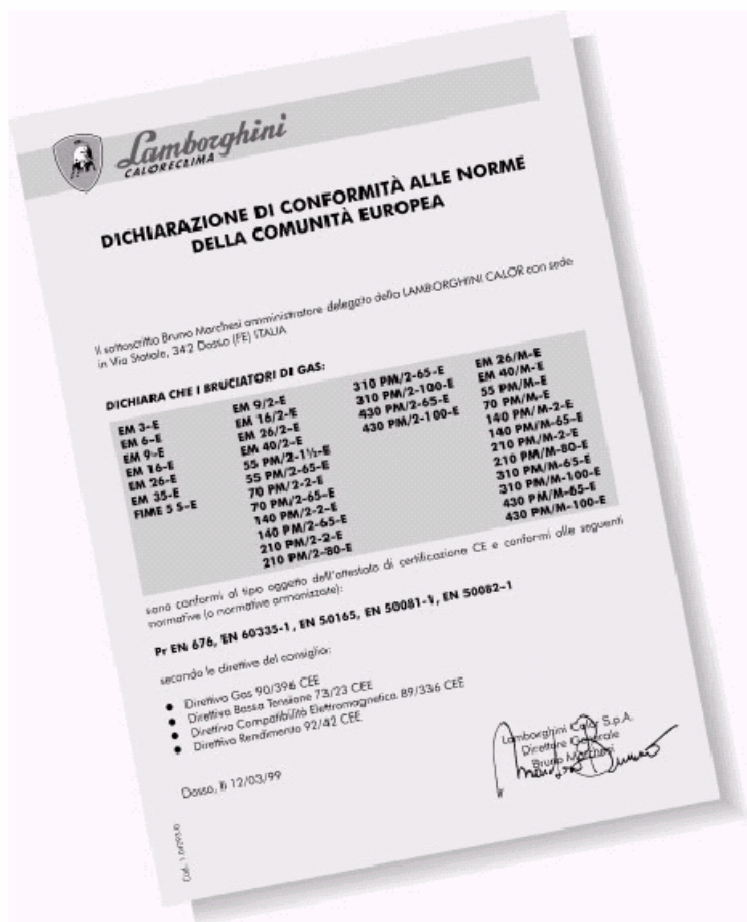 Lamborghini
CALORECLIMA
DICHIARAZIONE DI CONFORMITÀ ALLE NORME
DELLA COMUNITÀ EUROPEA
Il sottoscritto Bruno Marchesi amministratore delegato della LAMBORGHINI CALOR con sede
in Via Statale, 342 Dosso (FE) ITALIA
DICHIARA CHE I BRUCIATORI DI GAS:
EM 3-E
EM 6-E
EM 9-E
EM 16-E
EM 26-E
EM 35-E
FIME 5 S-E
EM 9/2-E
EM 16/2-E
EM 26/2-E
EM 40/2-E
55 PM/2-1½-E
55 PM/2-65-E
70 PM/2-2-E
70 PM/2-65-E
140 PM/2-2-E
140 PM/2-65-E
210 PM/2-2-E
210 PM/2-80-E
310 PM/2-65-E
310 PM/2-100-E
430 PM/2-65-E
430 PM/2-100-E
EM 26/M-E
EM 40/M-E
55 PM/M-E
70 PM/M-E
140 PM/M-2-E
140 PM/M-65-E
210 PM/M-2-E
210 PM/M-80-E
310 PM/M-65-E
310 PM/M-100-E
430 PM/M-65-E
430 PM/M-100-E
sono conformi al tipo oggetto dell'attestato di certificazione CE e conformi alle seguenti
normative (o normative armonizzate):
Pr EN 676, EN 60335-1, EN 50165, EN 50081-1, EN 50082-1
secondo le direttive del consiglio:
• Direttiva Gas 90/396 CEE
• Direttiva Bassa Tensione 73/23 CEE
• Direttiva Compatibilità Elettromagnetica 89/336 CEE
• Direttiva Rendimento 92/42 CEE
Lamborghini Calor S.p.A.
Direttore Generale
Bruno Marchesi
Dosso, li 12/03/99